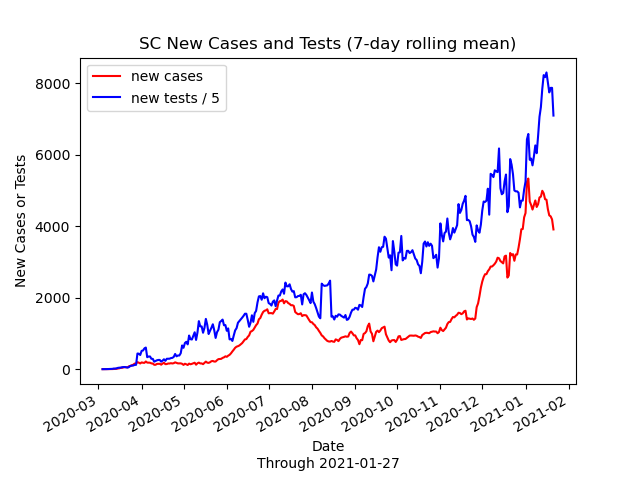 SC New Cases and Tests (7-day rolling mean)
new cases
new tests / 5
8000
6000
4000
2000
0
New Cases or Tests
2020-03
2020-04
2020-05
2020-06
2020-07
2020-08
2020-09
2020-10
2020-11
2020-12
2021-01
2021-02
Date
Through 2021-01-27